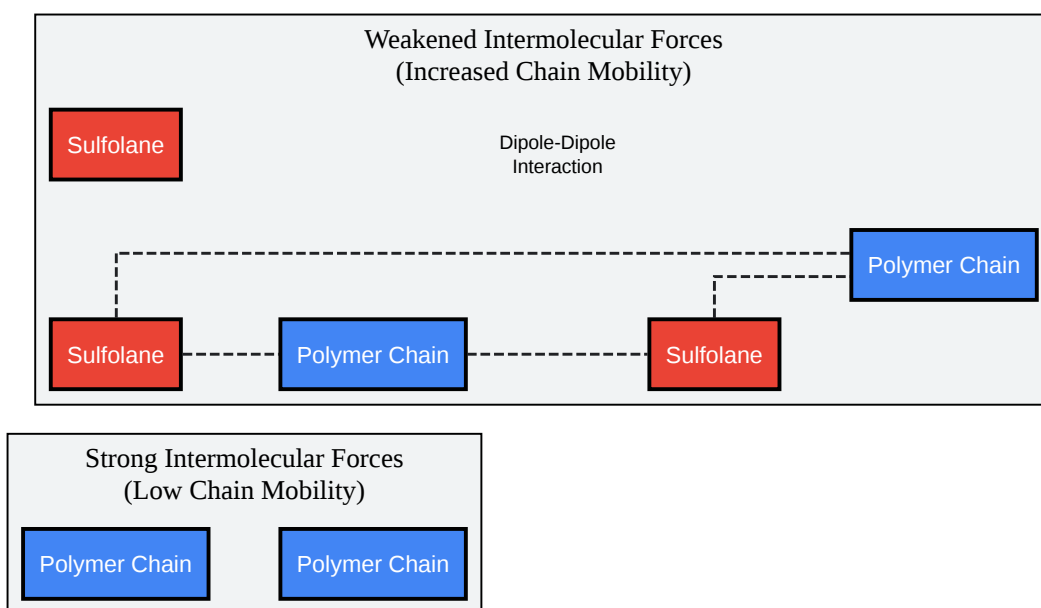 Weakened Intermolecular Forces
(Increased Chain Mobility)
Sulfolane
Dipole-Dipole
Interaction
Polymer Chain
Sulfolane
Polymer Chain
Sulfolane
Strong Intermolecular Forces
(Low Chain Mobility)
Polymer Chain
Polymer Chain